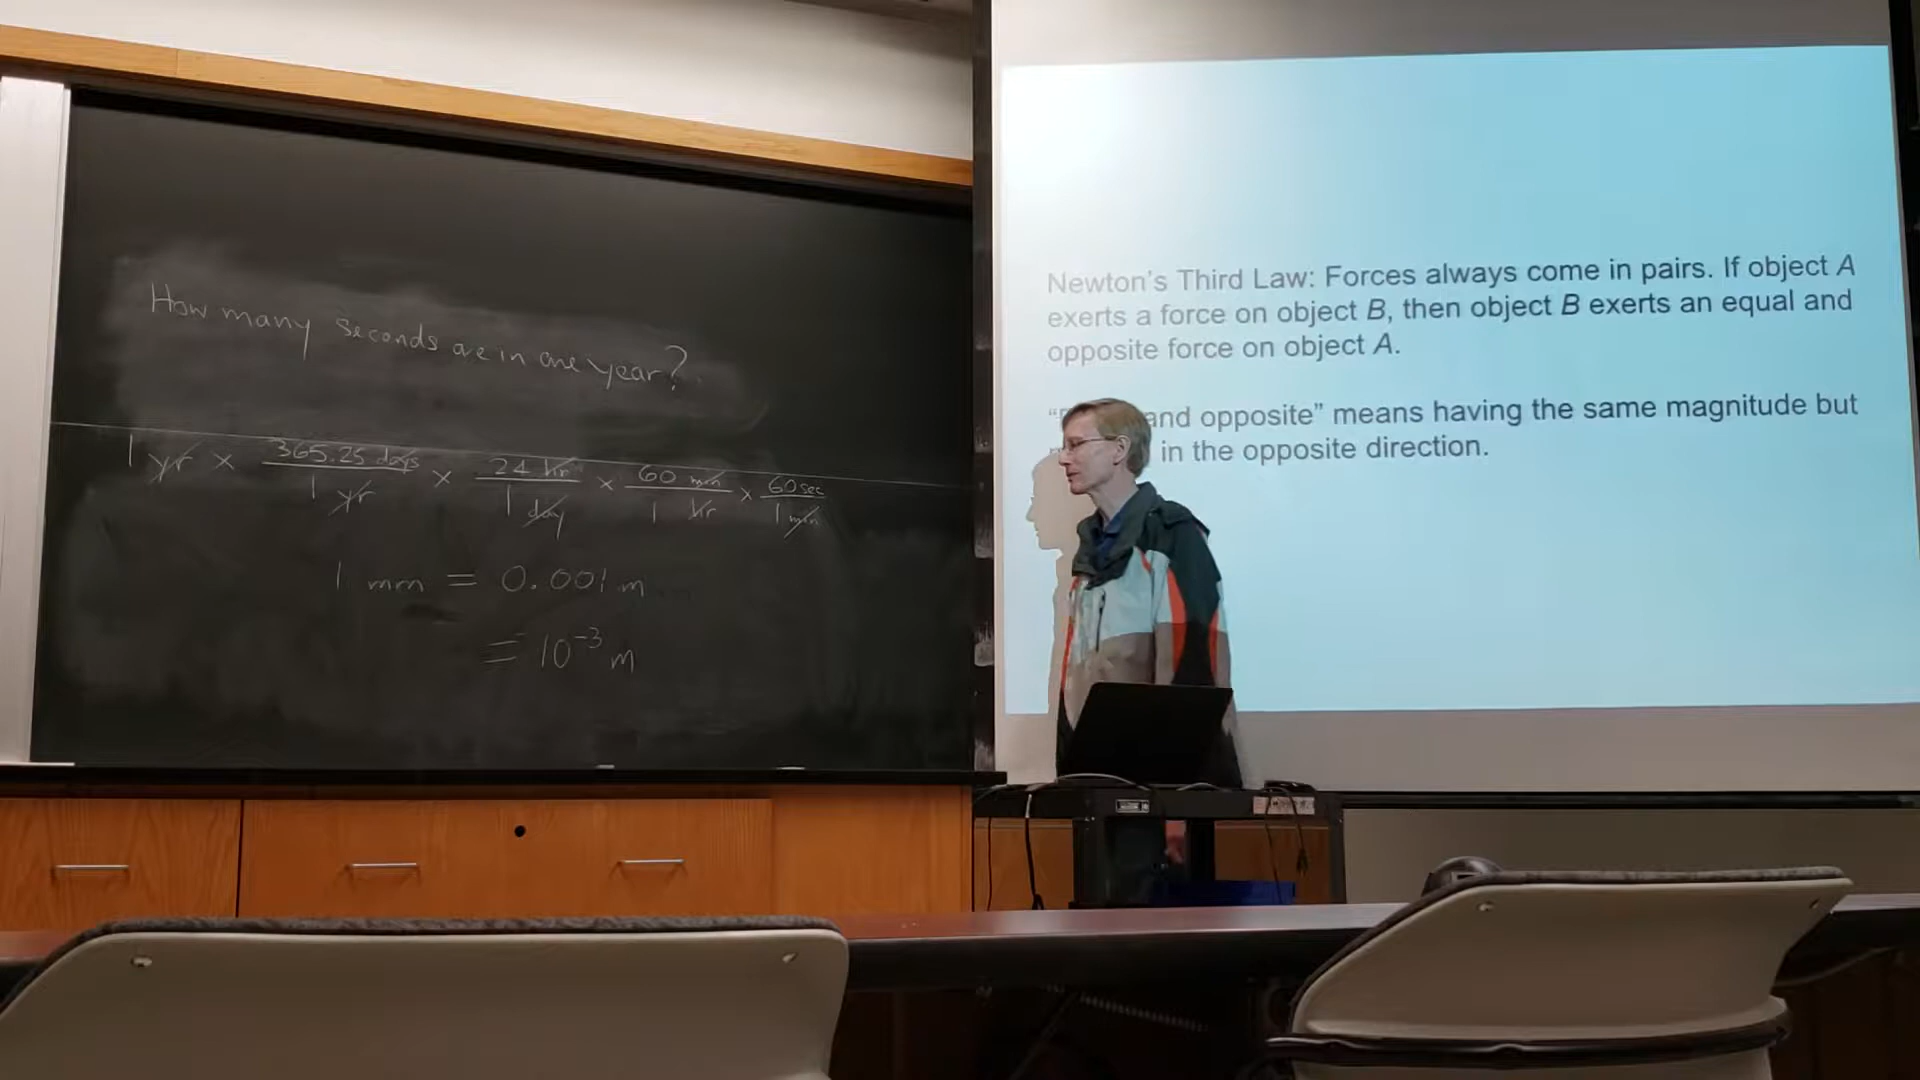 How many seconds are in one year?
1 yr × 365.25 days / 1 yr × 24 hr / 1 day × 60 min / 1 hr × 60 sec / 1 min
1 mm = 0.001 m
= 10⁻³ m
Newton's Third Law: Forces always come in pairs. If object A
exerts a force on object B, then object B exerts an equal and
opposite force on object A.
and opposite” means having the same magnitude but
in the opposite direction.